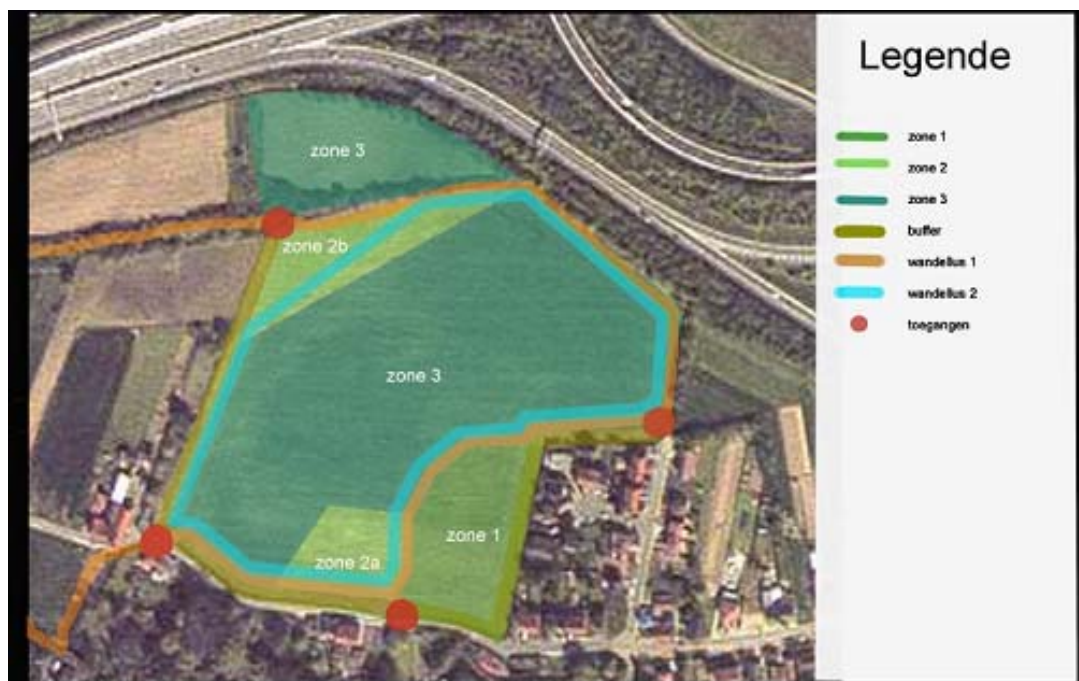 Legende
zone 1
zone 2
zone 3
buffer
wandellus 1
wandellus 2
toegangen
zone 3
zone 2b
zone 3
zone 1
zone 2a